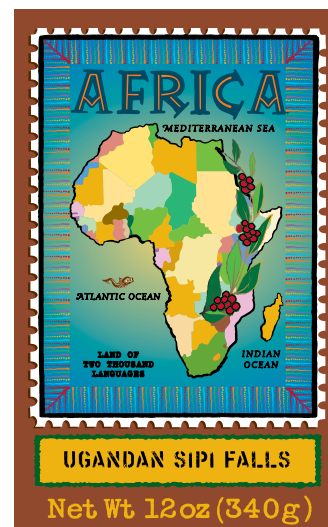 AFRICA
MEDITERRANEAN SEA
ATLANTIC OCEAN
LAND OF
TWO THOUSAND
LANGUAGES
INDIAN
OCEAN
UGANDAN SIPI FALLS
Net Wt 12oz (340g)